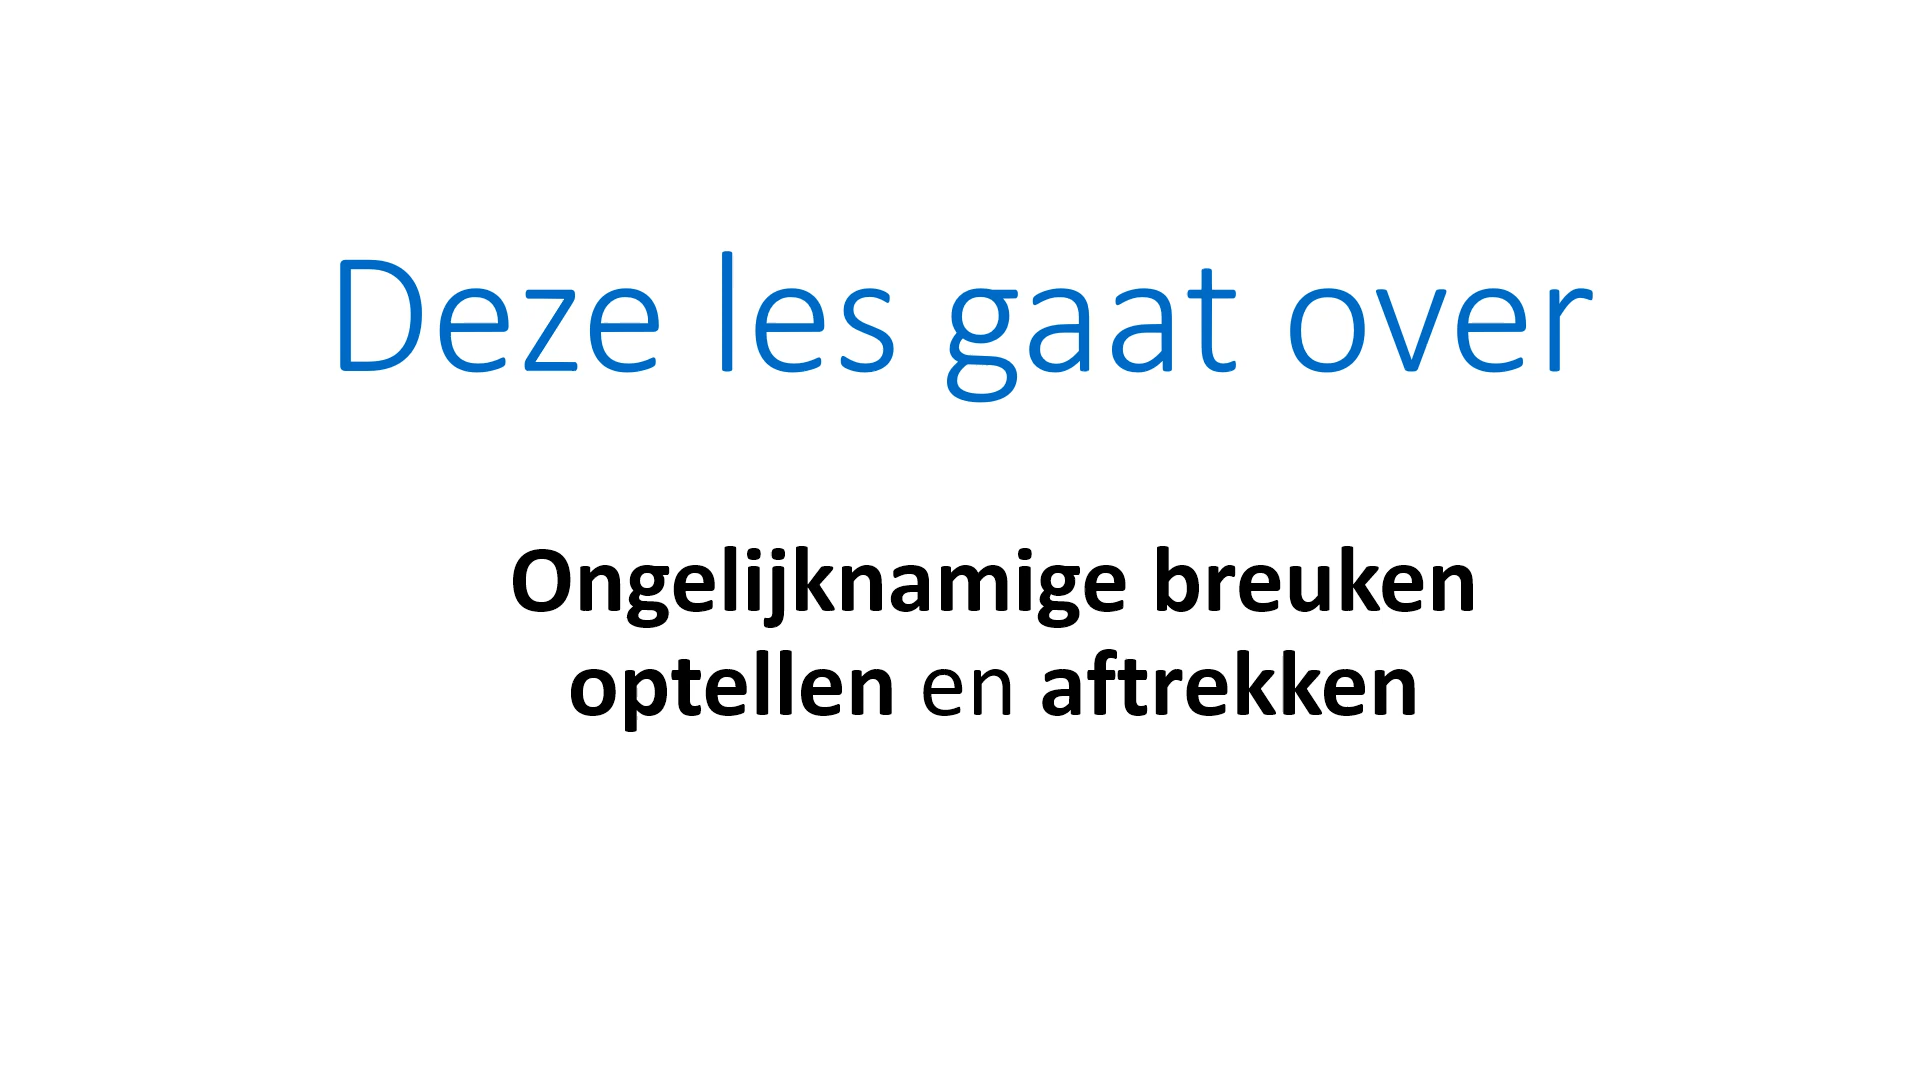 Deze les gaat over
Ongelijknamige breuken
optellen en aftrekken